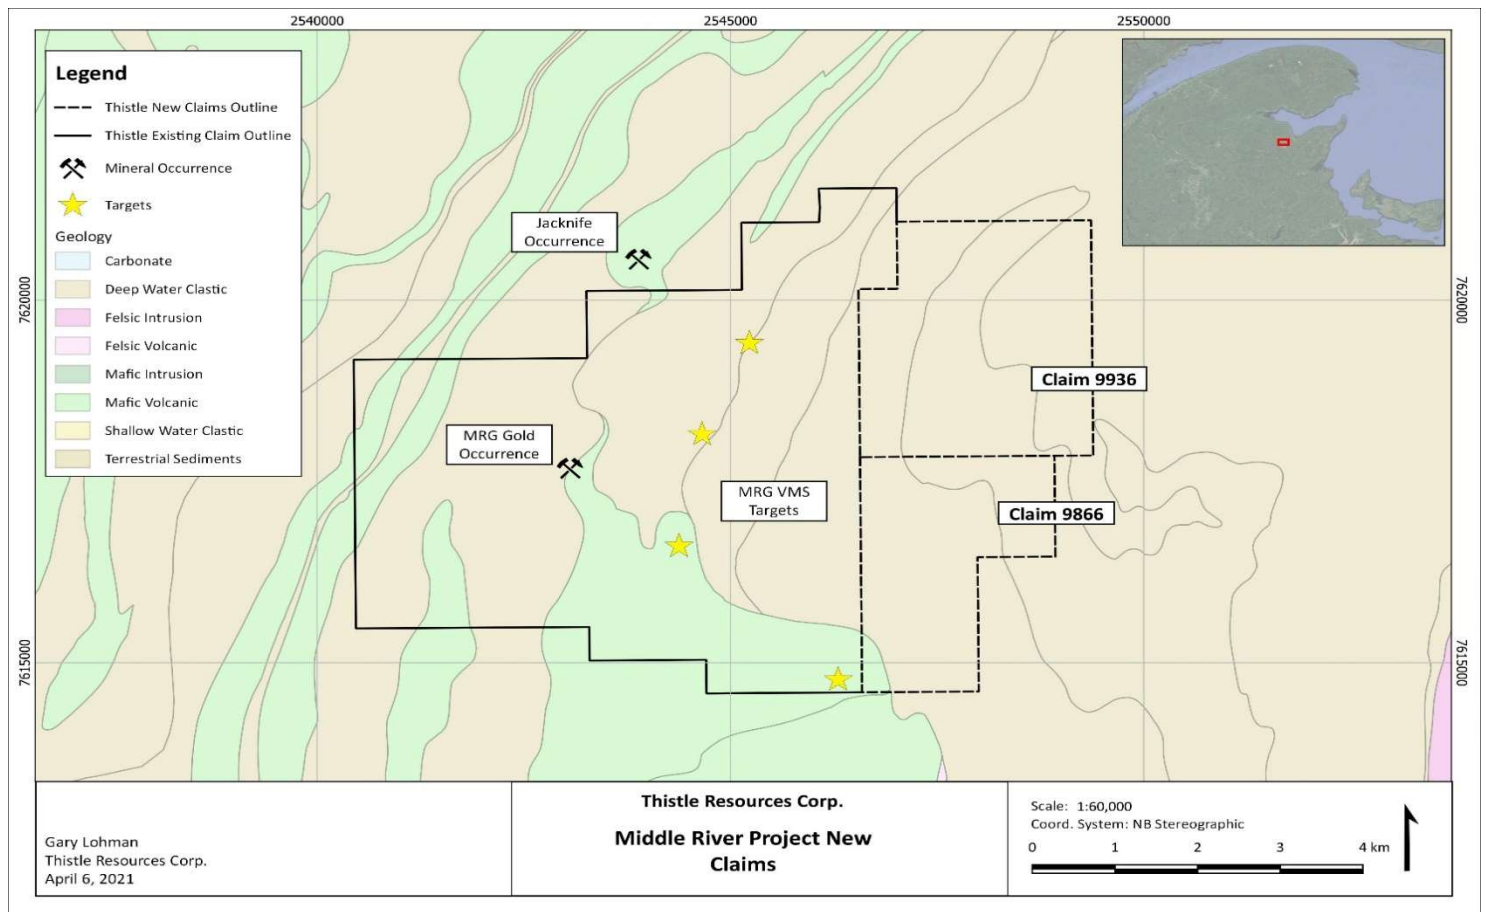 2540000
2545000
2550000
Legend
Thistle New Claims Outline
Thistle Existing Claim Outline
Mineral Occurrence
Targets
Geology
Carbonate
Deep Water Clastic
Felsic Intrusion
Felsic Volcanic
Mafic Intrusion
Mafic Volcanic
Shallow Water Clastic
Terrestrial Sediments
Jacknife
Occurrence
7620000
7620000
Claim 9936
MRG Gold
Occurrence
MRG VMS
Targets
Claim 9866
7615000
7615000
Gary Lohman
Thistle Resources Corp.
April 6, 2021
Thistle Resources Corp.
Middle River Project New
Claims
Scale: 1:60,000
Coord. System: NB Stereographic
0 1 2 3 4 km